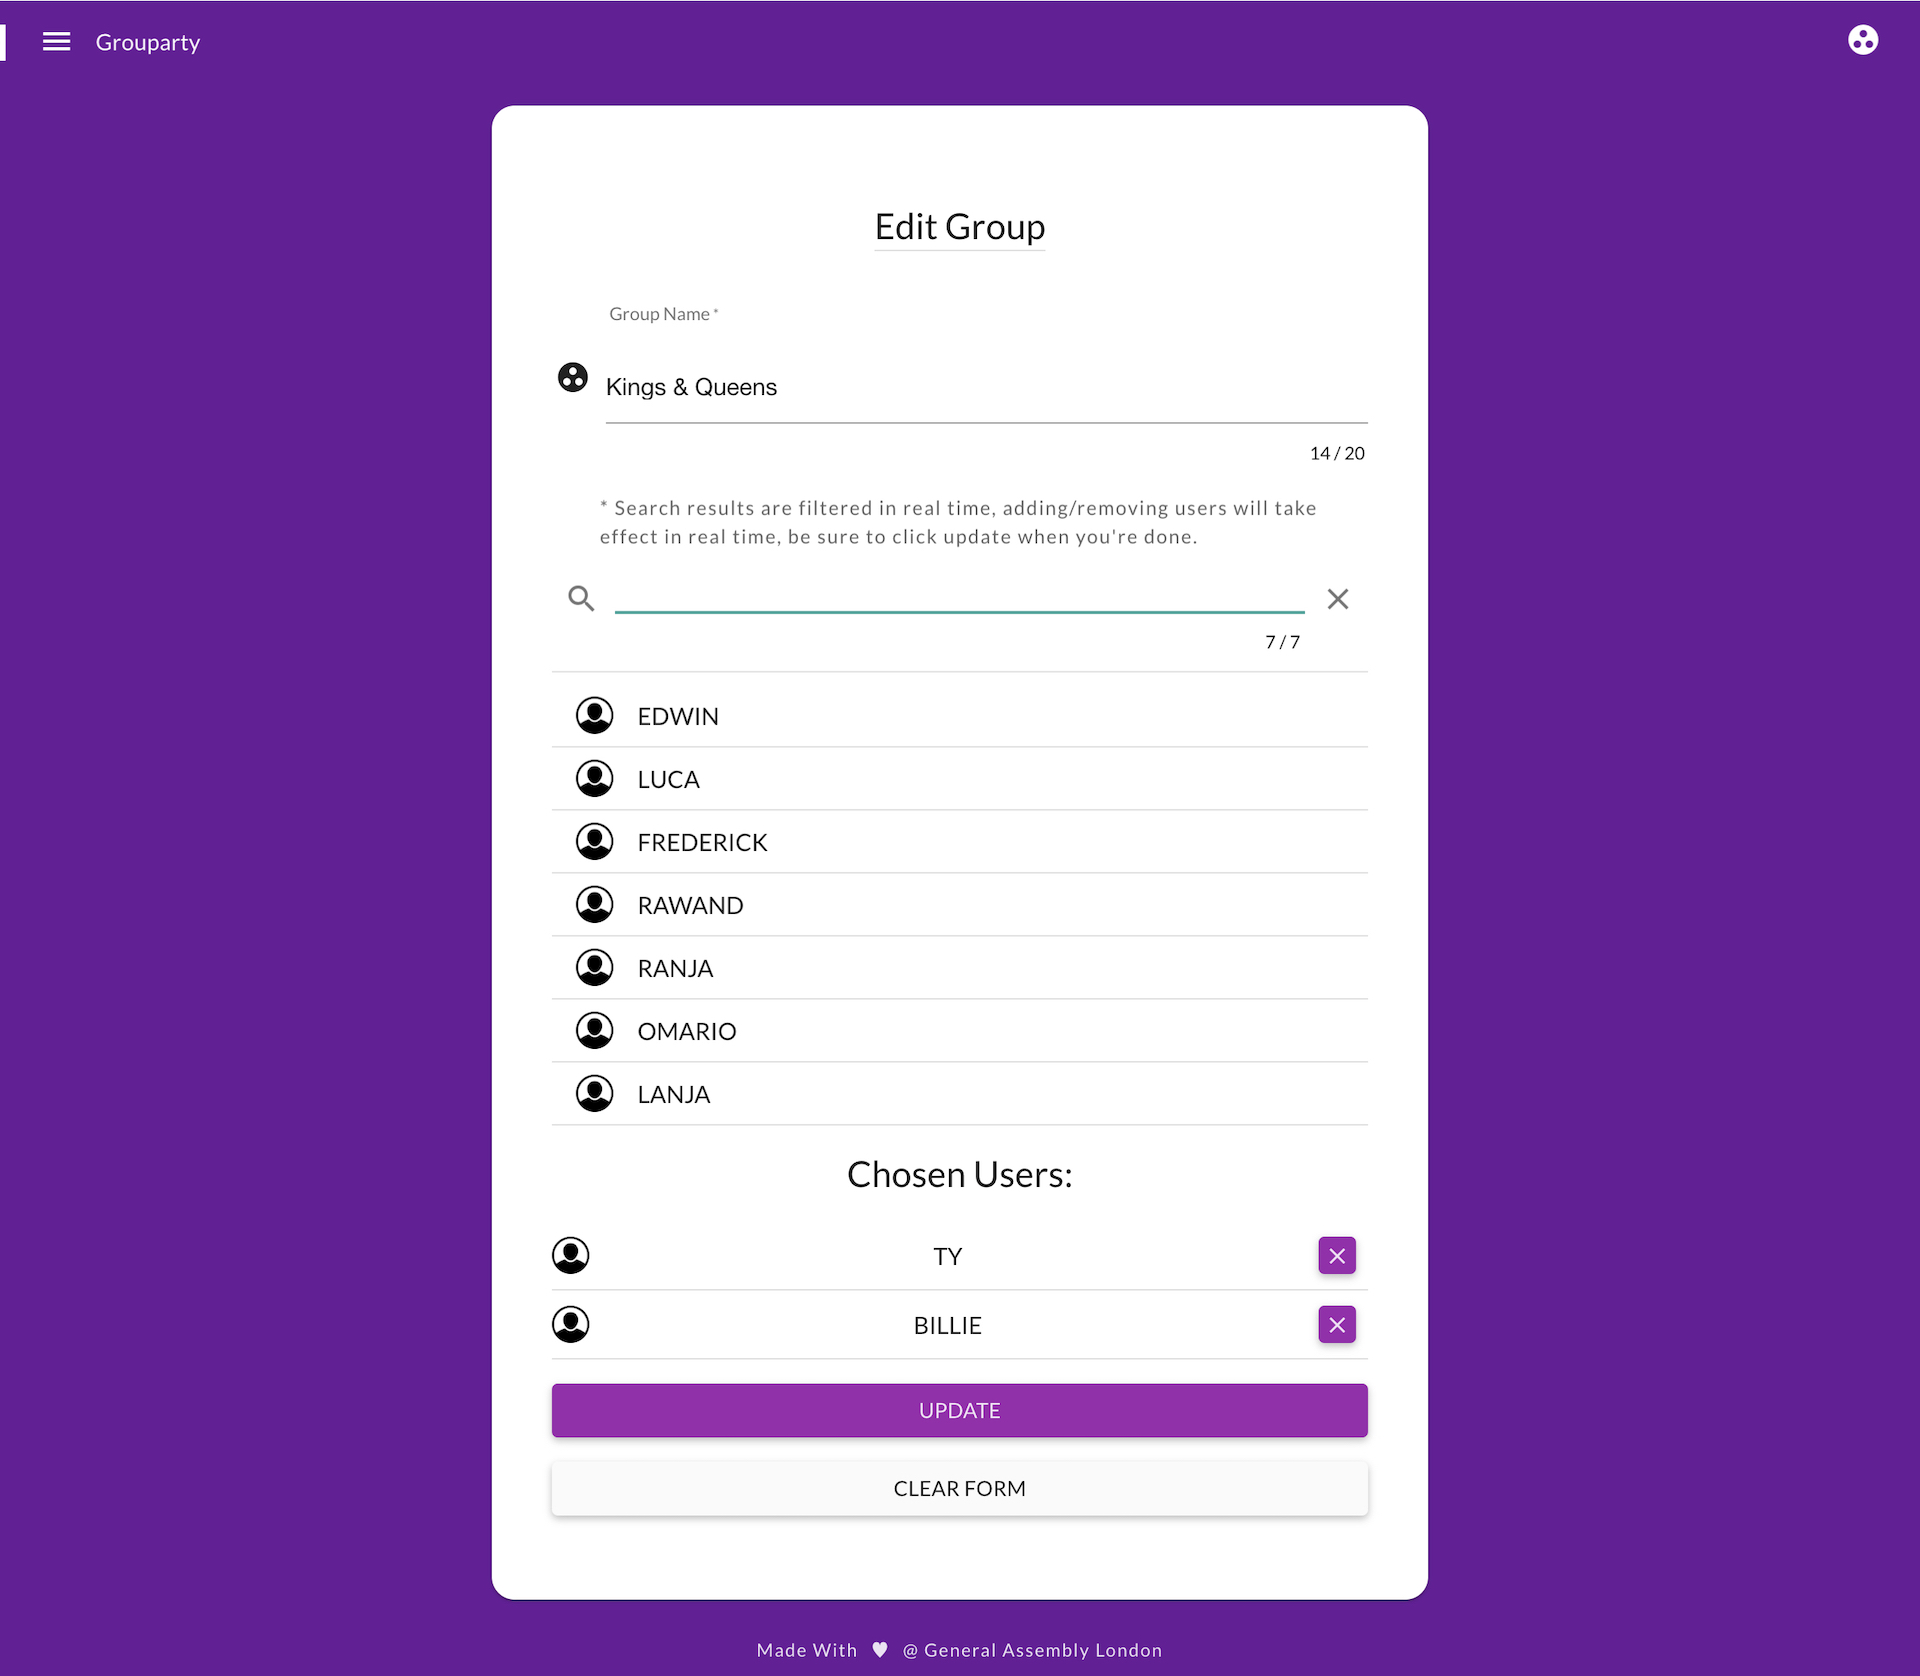 Grouparty
Edit Group
Group Name *
Kings & Queens
14 / 20
* Search results are filtered in real time, adding/removing users will take
effect in real time, be sure to click update when you're done.
7 / 7
EDWIN
LUCA
FREDERICK
RAWAND
RANJA
OMARIO
LANJA
Chosen Users:
TY
BILLIE
UPDATE
CLEAR FORM
Made With ♥ @ General Assembly London